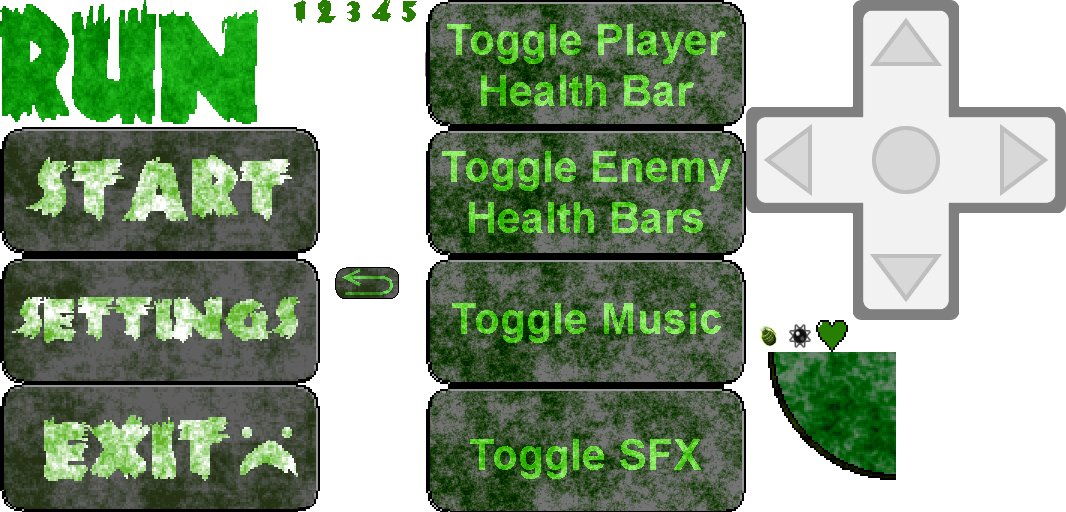 RUN
1 2 3 4 5
START
SETTINGS
EXIT
Toggle Player
Health Bar
Toggle Enemy
Health Bars
Toggle Music
Toggle SFX